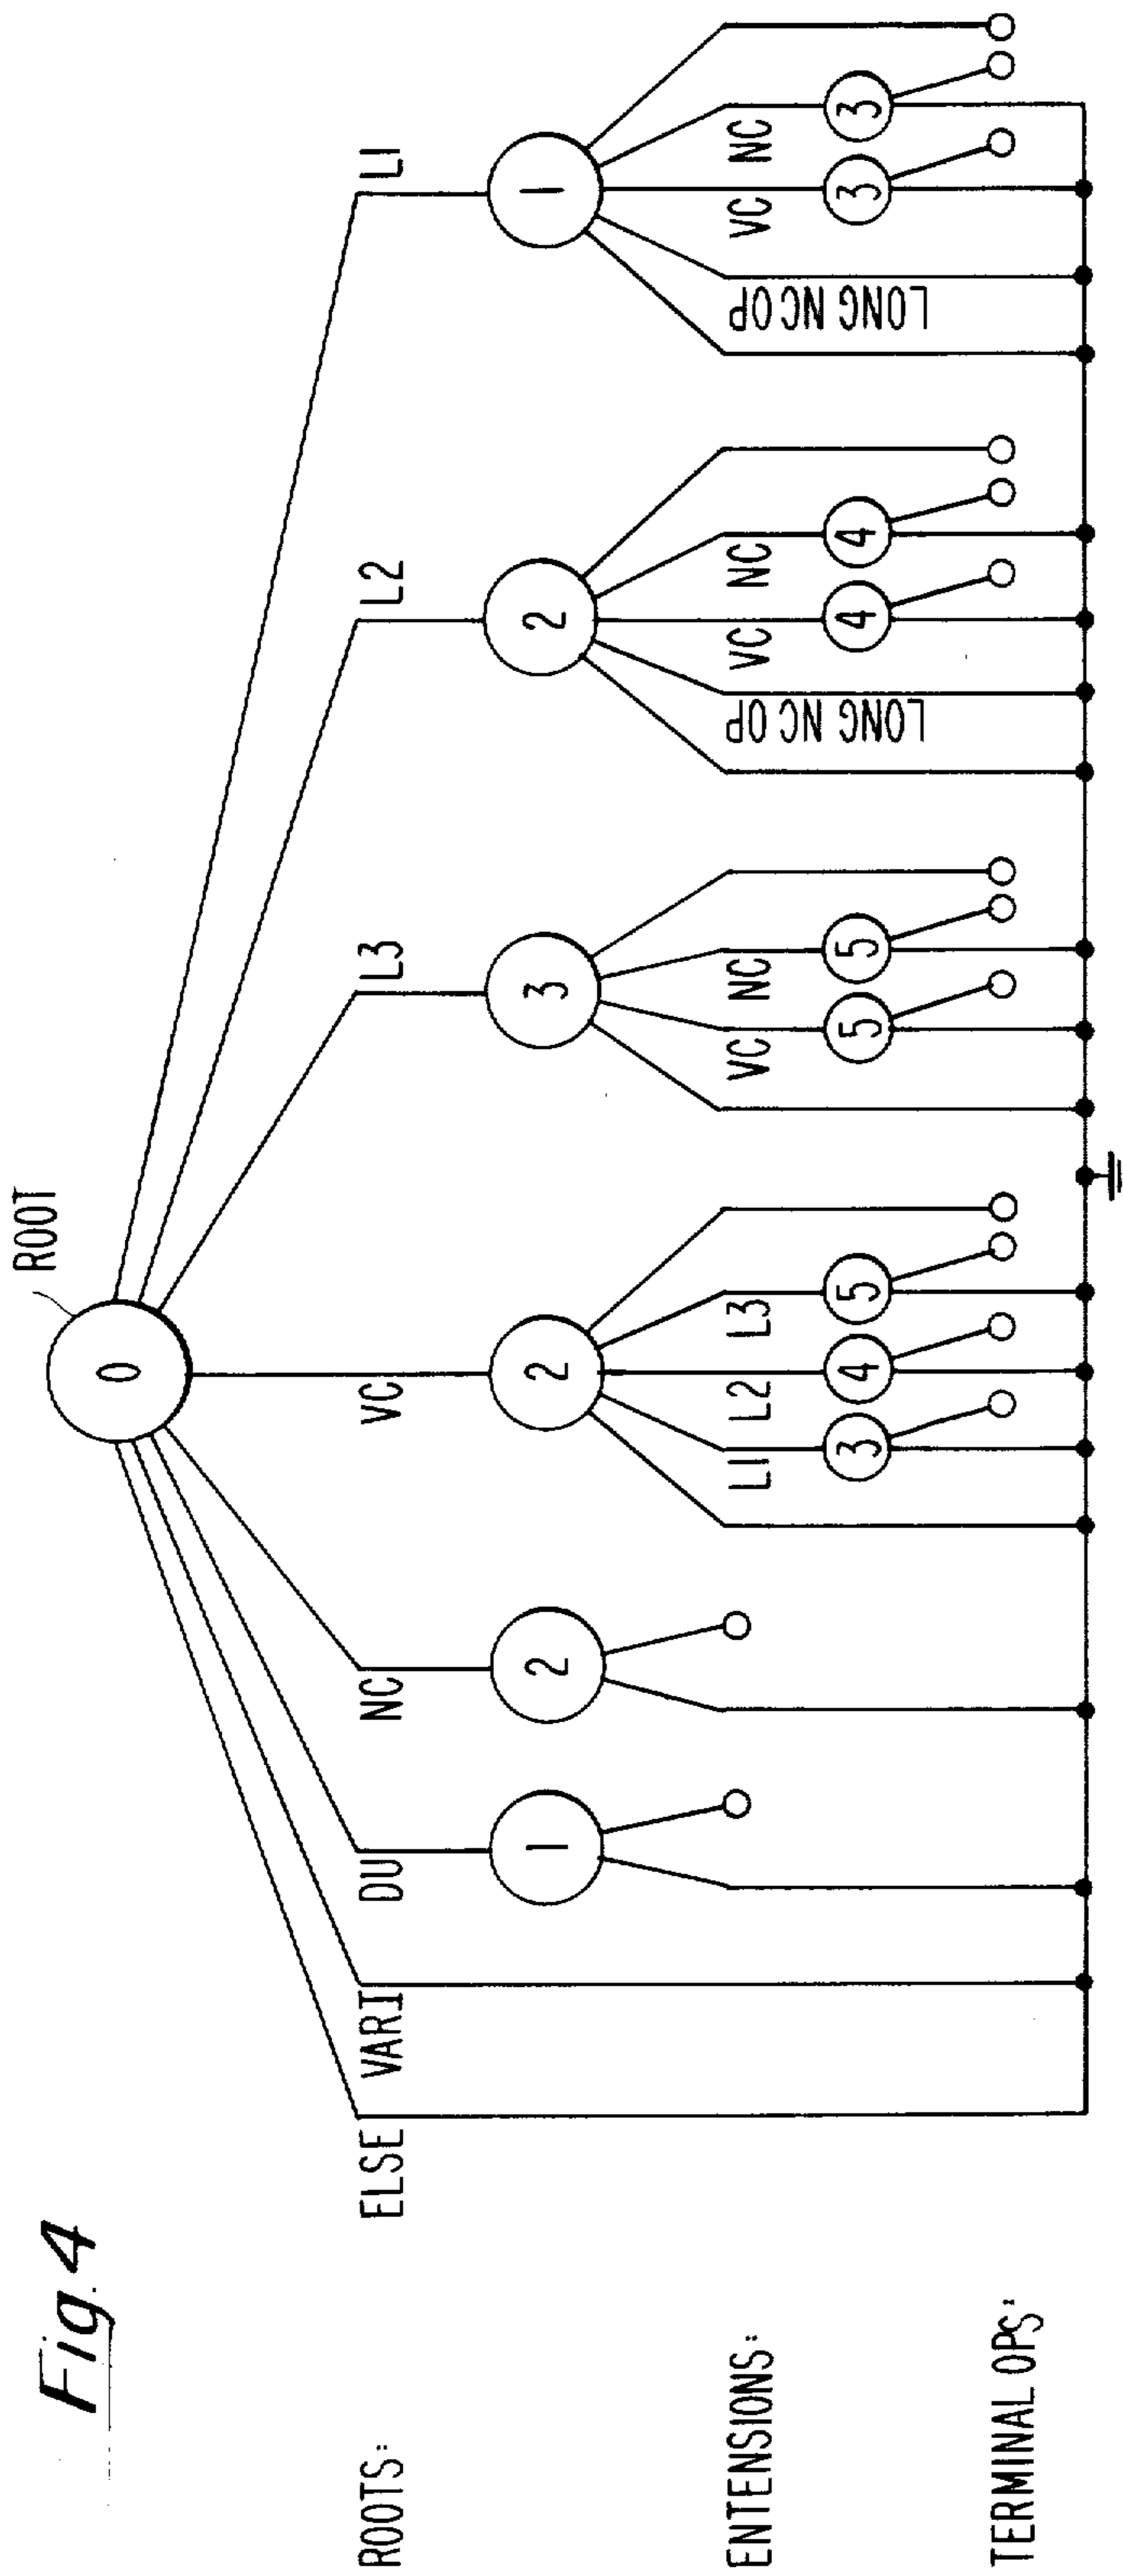 Fig. 4
ROOT
0
ROOTS:
ELSE
VARI
DU
NC
VC
L3
L2
L1
1
2
2
3
2
1
ENTENSIONS:
L1
L2
L3
VC
NC
LONG NC OP
VC
NC
LONG NC OP
VC
NC
3
4
5
5
5
4
4
3
3
TERMINAL OPS: